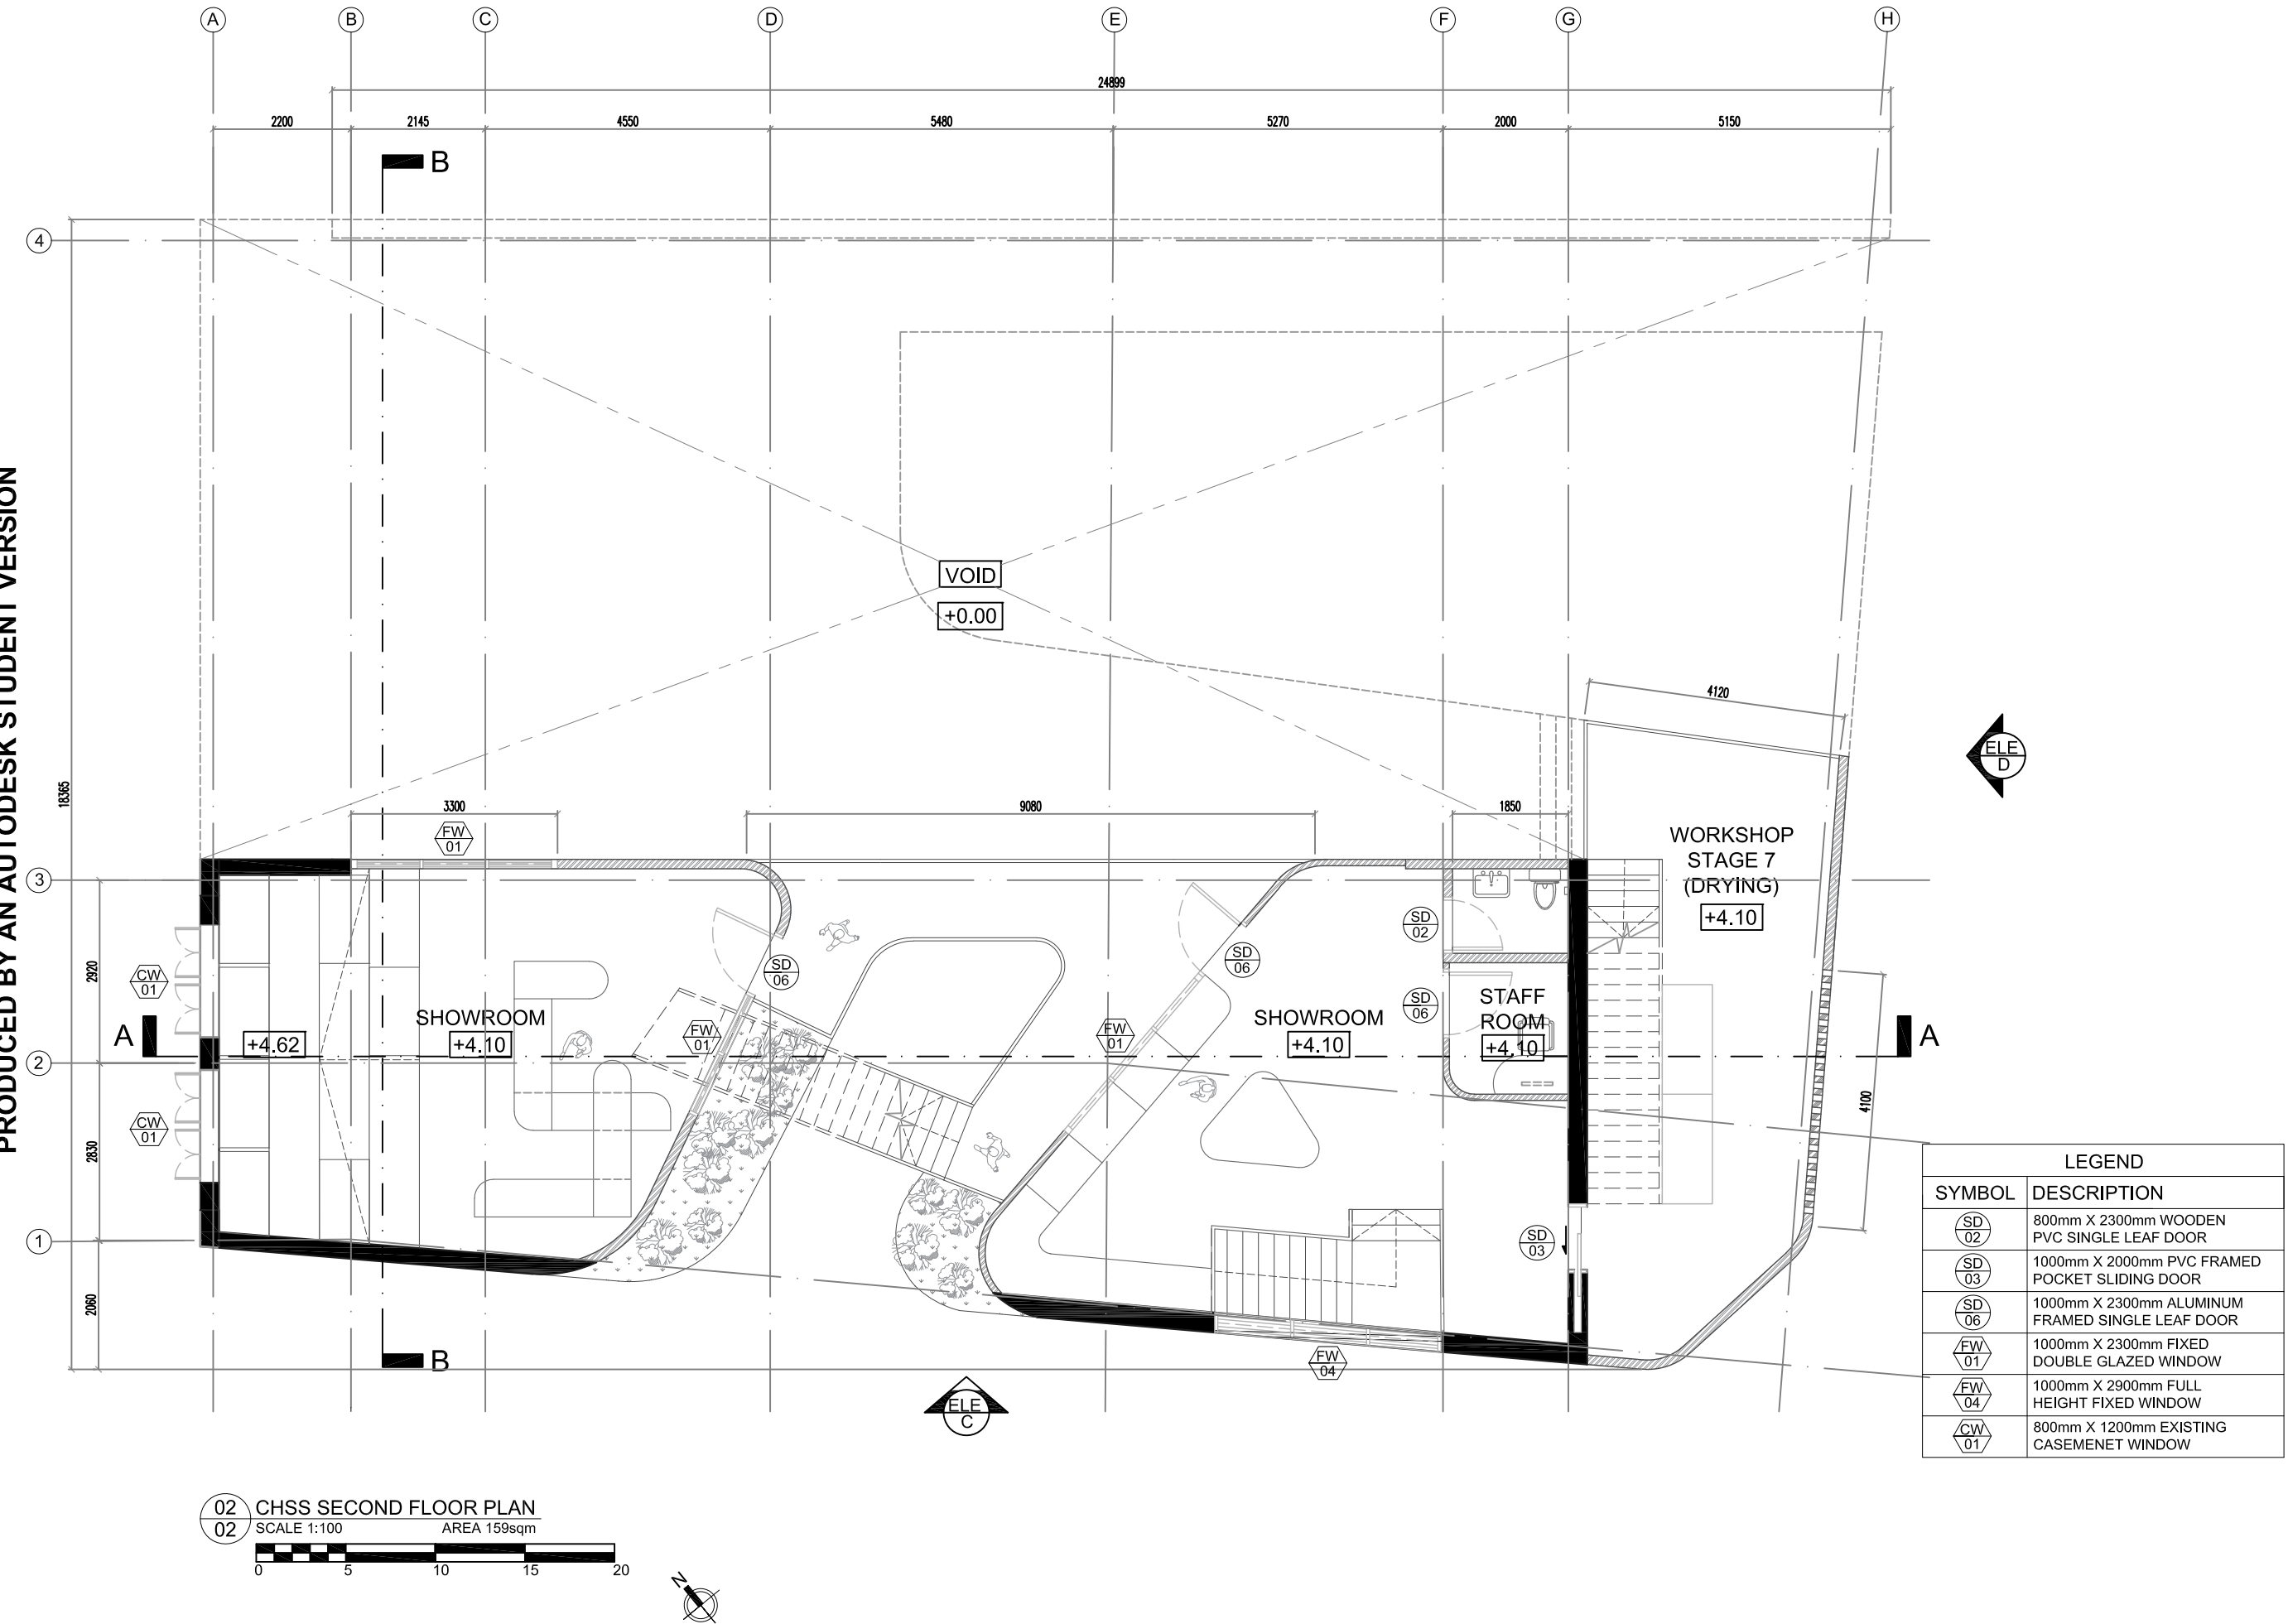 A
B
C
D
E
F
G
H
24899
2200
2145
4550
5480
5270
2000
5150
B
4
PRODUCED BY AN AUTODESK STUDENT VERSION
VOID
+0.00
4120
ELE
D
18365
3300
9080
1850
FW
01
WORKSHOP
STAGE 7
(DRYING)
+4.10
3
SD
02
SD
06
SD
06
2920
CW
01
SHOWROOM
+4.10
+4.62
FW
01
FW
01
SHOWROOM
+4.10
SD
06
STAFF
ROOM
+4.10
A
A
2
4100
CW
01
2830
1
SD
03
2060
B
FW
04
ELE
C
LEGEND
SYMBOL DESCRIPTION
SD
02
800mm X 2300mm WOODEN
PVC SINGLE LEAF DOOR
SD
03
1000mm X 2000mm PVC FRAMED
POCKET SLIDING DOOR
SD
06
1000mm X 2300mm ALUMINUM
FRAMED SINGLE LEAF DOOR
FW
01
1000mm X 2300mm FIXED
DOUBLE GLAZED WINDOW
FW
04
1000mm X 2900mm FULL
HEIGHT FIXED WINDOW
CW
01
800mm X 1200mm EXISTING
CASEMENET WINDOW
02
02
CHSS SECOND FLOOR PLAN
SCALE 1:100 AREA 159sqm
0 5 10 15 20
N